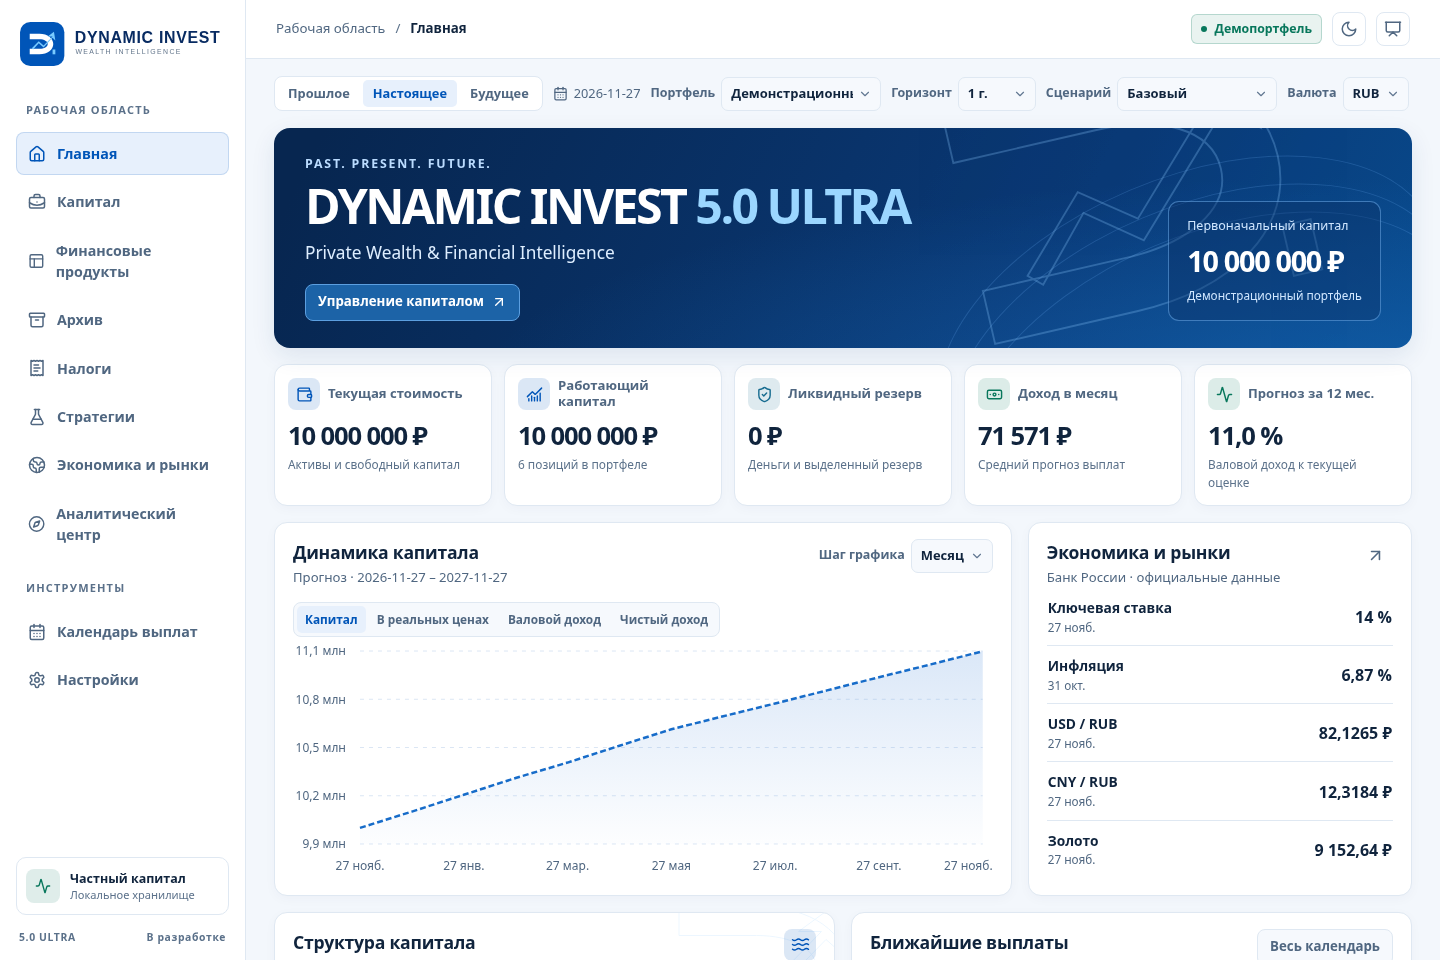 DYNAMIC INVEST
WEALTH INTELLIGENCE
РАБОЧАЯ ОБЛАСТЬ
Главная
Капитал
Финансовые
продукты
Архив
Налоги
Стратегии
Экономика и рынки
Аналитический
центр
ИНСТРУМЕНТЫ
Календарь выплат
Настройки
Частный капитал
Локальное хранилище
5.0 ULTRA В разработке
Рабочая область / Главная
Демопортфель
Прошлое Настоящее Будущее 2026-11-27 Портфель Демонстрационн Горизонт 1 г. Сценарий Базовый Валюта RUB
PAST. PRESENT. FUTURE.
DYNAMIC INVEST 5.0 ULTRA
Private Wealth & Financial Intelligence
Управление капиталом
Первоначальный капитал
10 000 000 ₽
Демонстрационный портфель
Текущая стоимость
10 000 000 ₽
Активы и свободный капитал
Работающий
капитал
10 000 000 ₽
6 позиций в портфеле
Ликвидный резерв
0 ₽
Деньги и выделенный резерв
Доход в месяц
71 571 ₽
Средний прогноз выплат
Прогноз за 12 мес.
11,0 %
Валовой доход к текущей
оценке
Динамика капитала
Прогноз · 2026-11-27 – 2027-11-27
Шаг графика Месяц
Капитал В реальных ценах Валовой доход Чистый доход
11,1 млн
10,8 млн
10,5 млн
10,2 млн
9,9 млн
27 нояб. 27 янв. 27 мар. 27 мая 27 июл. 27 сент. 27 нояб.
Экономика и рынки
Банк России · официальные данные
Ключевая ставка
27 нояб.
14 %
Инфляция
31 окт.
6,87 %
USD / RUB
27 нояб.
82,1265 ₽
CNY / RUB
27 нояб.
12,3184 ₽
Золото
27 нояб.
9 152,64 ₽
Структура капитала
Ближайшие выплаты
Весь календарь